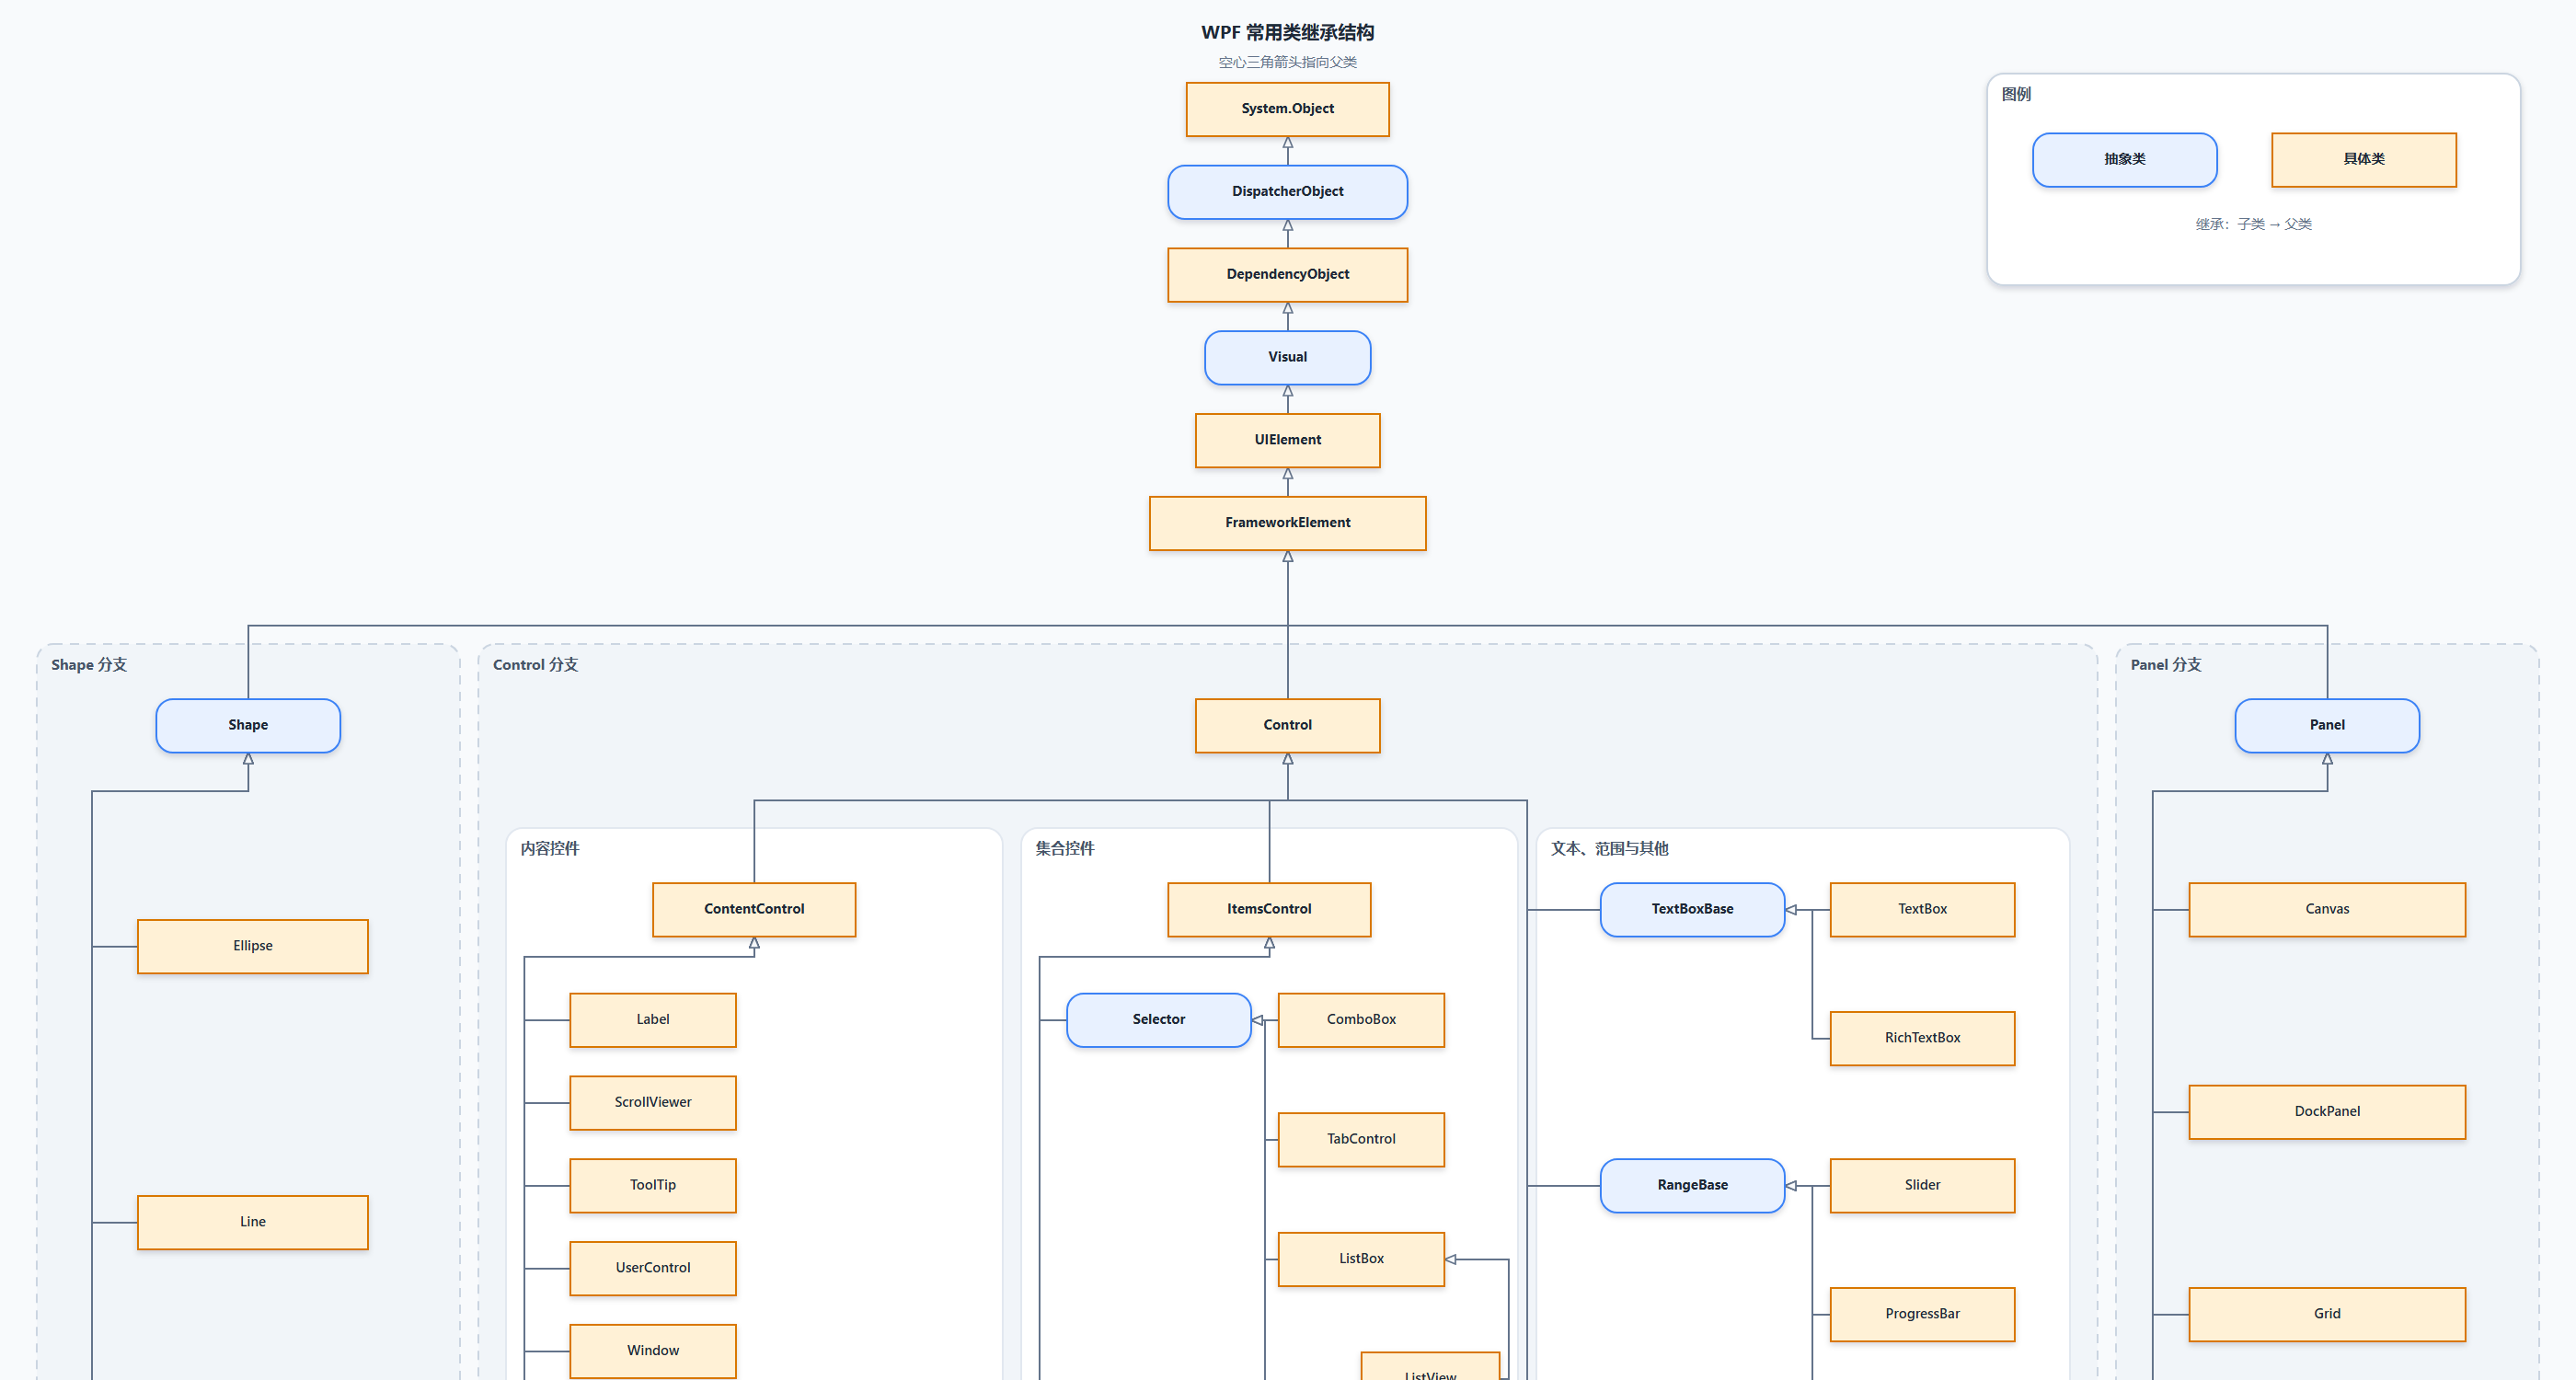 WPF 常用类继承结构
空心三角箭头指向父类
System.Object
图例
抽象类
具体类
继承：子类 → 父类
DispatcherObject
DependencyObject
Visual
UIElement
FrameworkElement
Shape 分支
Control 分支
Panel 分支
Shape
Control
Panel
内容控件
集合控件
文本、范围与其他
ContentControl
ItemsControl
TextBoxBase
TextBox
Canvas
Ellipse
Label
Selector
ComboBox
RichTextBox
ScrollViewer
DockPanel
TabControl
ToolTip
RangeBase
Slider
Line
UserControl
ListBox
ProgressBar
Grid
Window
ListView